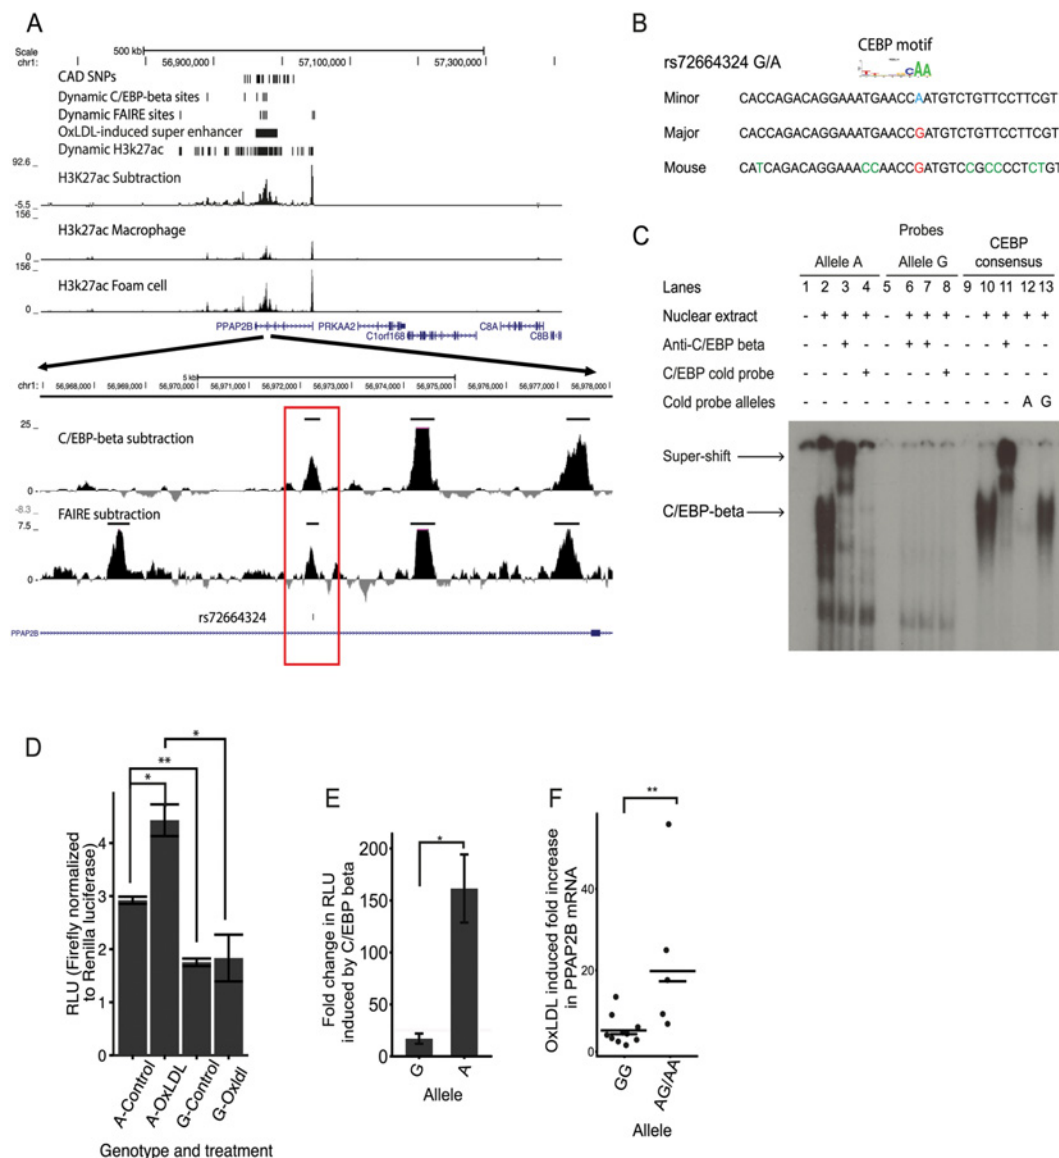 A
Scale
chr1:
500 kb
56,900,000
57,100,000
57,300,000
CAD SNPs
Dynamic C/EBP-beta sites
Dynamic FAIRE sites
OxLDL-induced super enhancer
Dynamic H3k27ac
92.6 _
H3K27ac Subtraction
-5.5 _
156 _
H3k27ac Macrophage
0 _
156 _
H3k27ac Foam cell
0 _
PPAP2B
PRKAA2
C1orf168
C8A
C8B
5 kb
chr1:
56,968,000
56,969,000
56,970,000
56,971,000
56,972,000
56,973,000
56,974,000
56,975,000
56,976,000
56,977,000
56,978,000
25 _
C/EBP-beta subtraction
0 -
-8.3 _
FAIRE subtraction
7.5 _
0 -
rs72664324
PPAP2B
B
CEBP motif
rs72664324 G/A
Minor CACCAGACAGGAAATGAACCAATGTCTGTTCCTTCGT
Major CACCAGACAGGAAATGAACCGATGTCTGTTCCTTCGT
Mouse CATCAGACAGGAAACCAACCGATGTCCGCCCCTCTGT
C
Probes
Allele A Allele G CEBP consensus
Lanes 1 2 3 4 5 6 7 8 9 10 11 12 13
Nuclear extract - + + + - + + + - + + + +
Anti-C/EBP beta - - + - - + + - - - + - -
C/EBP cold probe - - - + - - - + - - - - -
Cold probe alleles - - - - - - - - - - - A G
Super-shift
C/EBP-beta
D
RLU (Firefly normalized
to Renilla luciferase)
4
3
2
1
0
*
**
*
A-Control
A-OxLDL
G-Control
G-Oxldl
Genotype and treatment
E
Fold change in RLU
induced by C/EBP beta
200
150
100
50
0
*
G
A
Allele
F
OxLDL induced fold increase
in PPAP2B mRNA
40
20
0
**
GG
AG/AA
Allele